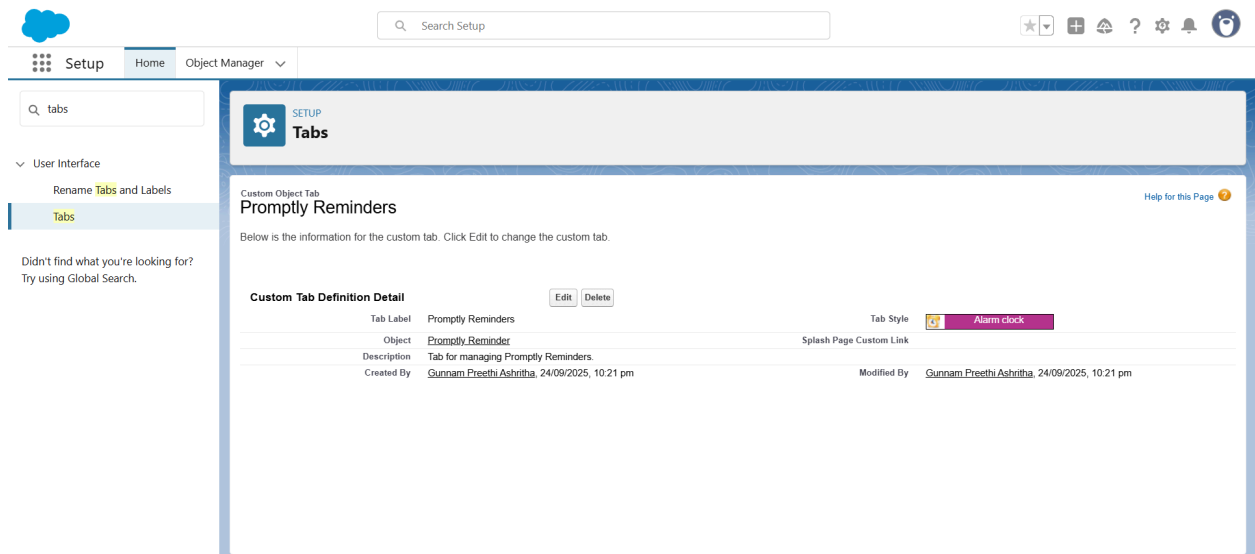 Search Setup
Setup
Home
Object Manager
tabs
User Interface
Rename Tabs and Labels
Tabs
Didn't find what you're looking for?
Try using Global Search.
SETUP
Tabs
Custom Object Tab
Promptly Reminders
Help for this Page
Below is the information for the custom tab. Click Edit to change the custom tab.
Custom Tab Definition Detail Edit Delete
Tab Label Promptly Reminders Tab Style Alarm clock
Object Promptly Reminder Splash Page Custom Link
Description Tab for managing Promptly Reminders.
Created By Gunnam Preethi Ashritha, 24/09/2025, 10:21 pm Modified By Gunnam Preethi Ashritha, 24/09/2025, 10:21 pm